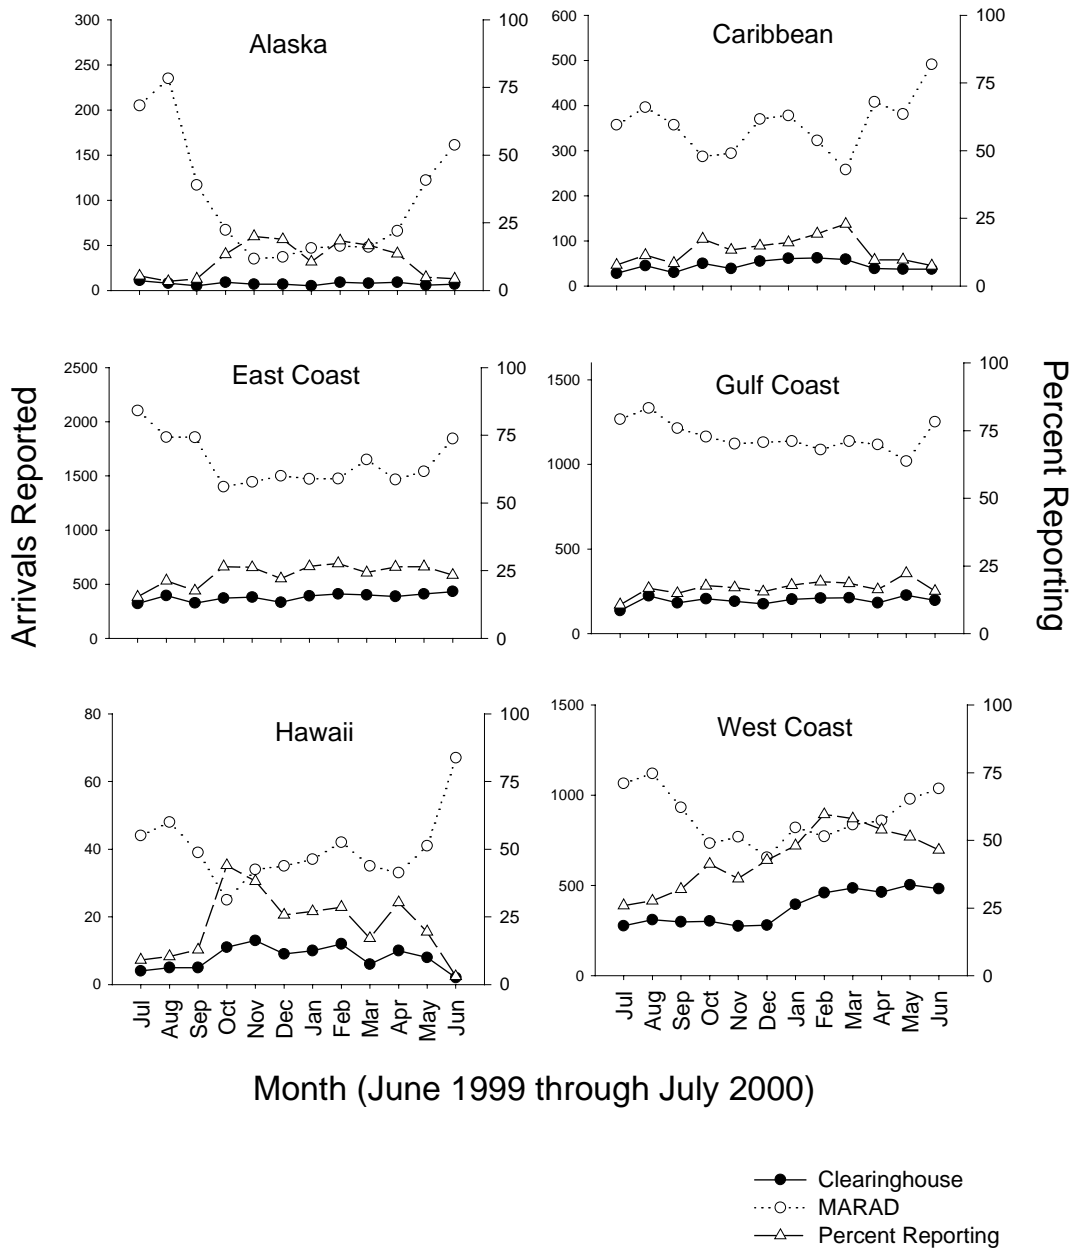 Alaska
300
250
200
150
100
50
0
100
75
50
25
0
Caribbean
600
500
400
300
200
100
0
100
75
50
25
0
East Coast
2500
2000
1500
1000
500
0
100
75
50
25
0
Gulf Coast
1500
1000
500
0
100
75
50
25
0
Arrivals Reported
Percent Reporting
Hawaii
80
60
40
20
0
100
75
50
25
0
Jul
Aug
Sep
Oct
Nov
Dec
Jan
Feb
Mar
Apr
May
Jun
West Coast
1500
1000
500
0
100
75
50
25
0
Jul
Aug
Sep
Oct
Nov
Dec
Jan
Feb
Mar
Apr
May
Jun
Month (June 1999 through July 2000)
Clearinghouse
MARAD
Percent Reporting